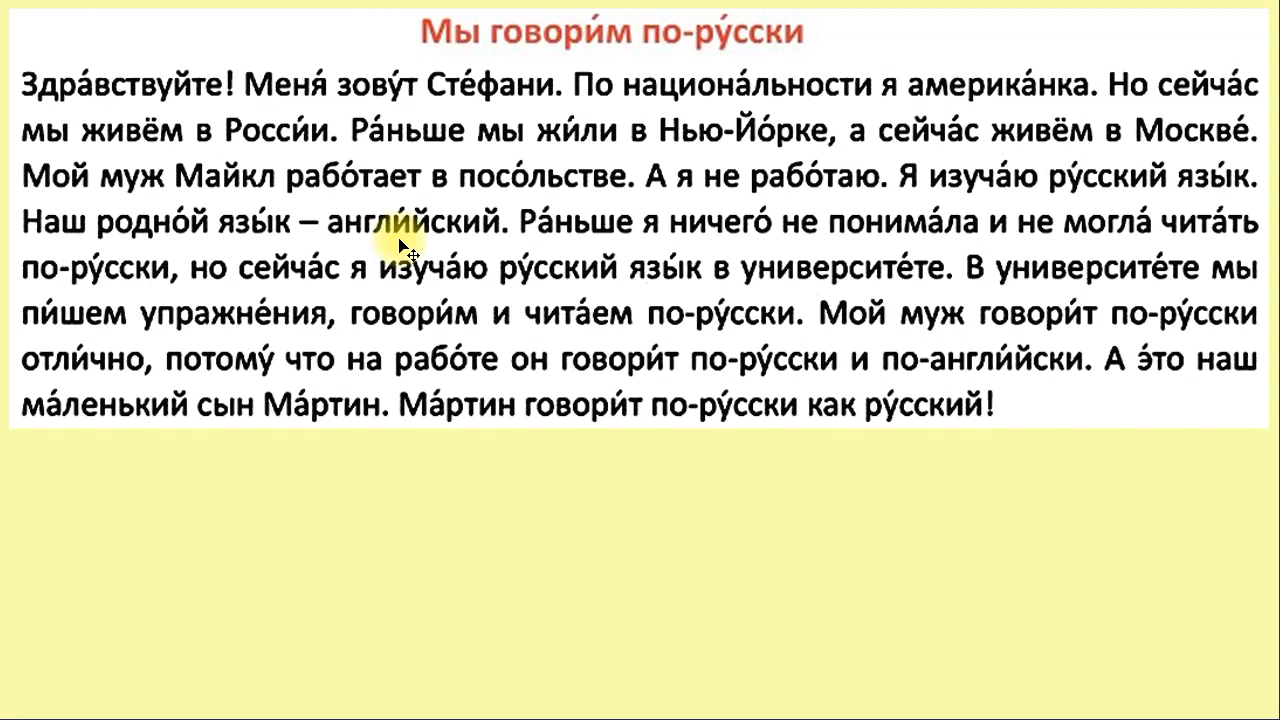 Мы говори́м по-ру́сски
Здра́вствуйте! Меня́ зову́т Сте́фани. По национа́льности я америка́нка. Но сейча́с
мы живём в Росси́и. Ра́ньше мы жи́ли в Нью-Йо́рке, а сейча́с живём в Москве́.
Мой муж Майкл рабо́тает в посо́льстве. А я не рабо́таю. Я изуча́ю ру́сский язы́к.
Наш родно́й язы́к – англи́йский. Ра́ньше я ничего́ не понима́ла и не могла́ чита́ть
по-ру́сски, но сейча́с я изуча́ю ру́сский язы́к в университе́те. В университе́те мы
пи́шем упражне́ния, говори́м и чита́ем по-ру́сски. Мой муж говори́т по-ру́сски
отли́чно, потому́ что на рабо́те он говори́т по-ру́сски и по-англи́йски. А э́то наш
ма́ленький сын Ма́ртин. Ма́ртин говори́т по-ру́сски как ру́сский!